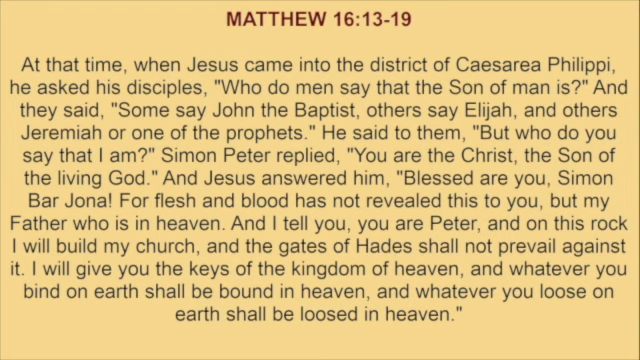 MATTHEW 16:13-19
At that time, when Jesus came into the district of Caesarea Philippi,
he asked his disciples, "Who do men say that the Son of man is?" And
they said, "Some say John the Baptist, others say Elijah, and others
Jeremiah or one of the prophets." He said to them, "But who do you
say that I am?" Simon Peter replied, "You are the Christ, the Son of
the living God." And Jesus answered him, "Blessed are you, Simon
Bar Jona! For flesh and blood has not revealed this to you, but my
Father who is in heaven. And I tell you, you are Peter, and on this rock
I will build my church, and the gates of Hades shall not prevail against
it. I will give you the keys of the kingdom of heaven, and whatever you
bind on earth shall be bound in heaven, and whatever you loose on
earth shall be loosed in heaven."